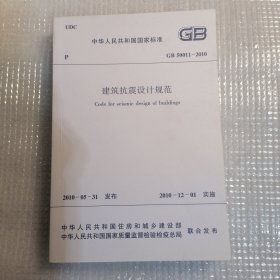 UDC
中华人民共和国国家标准
GB
P
GB 50011-2010
建筑抗震设计规范
Code for seismic design of buildings
2010-05-31 发布
2010-12-01 实施
中华人民共和国住房和城乡建设部
中华人民共和国国家质量监督检验检疫总局
联合发布